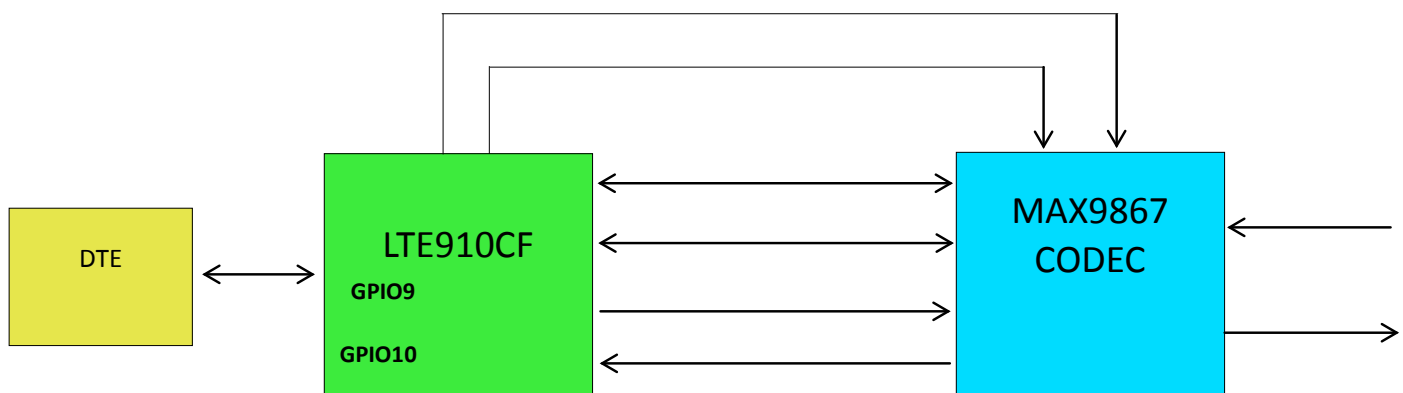 DTE
LTE910CF
GPIO9
GPIO10
MAX9867
CODEC